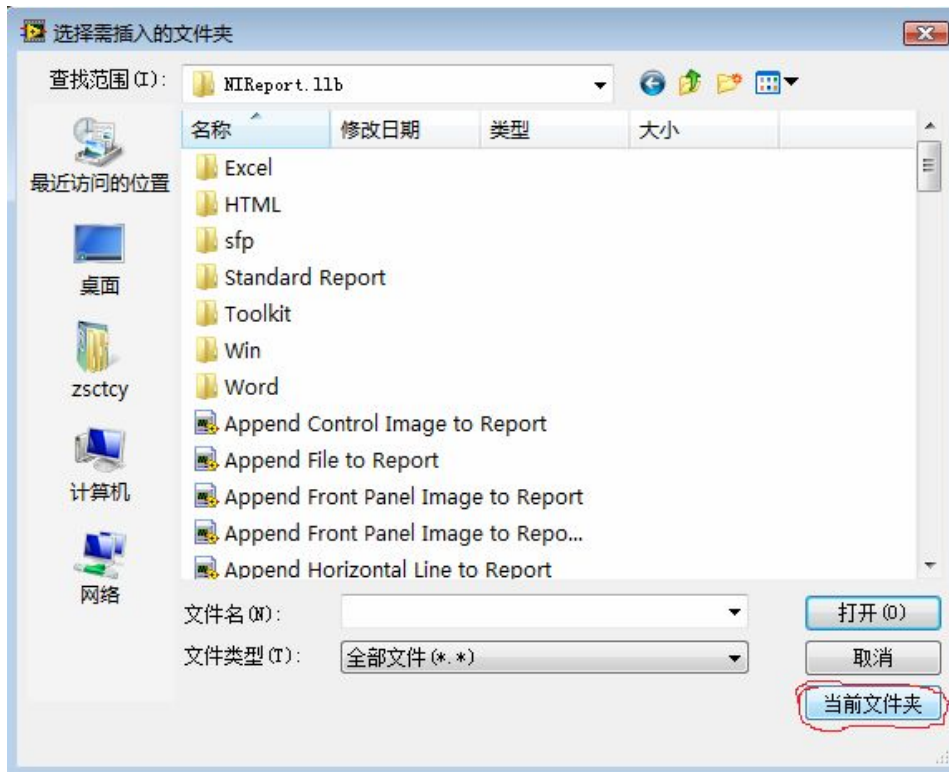 选择需插入的文件夹
查找范围(I):
NIReport.llb
名称
修改日期
类型
大小
最近访问的位置
桌面
zsctcy
计算机
网络
Excel
HTML
sfp
Standard Report
Toolkit
Win
Word
Append Control Image to Report
Append File to Report
Append Front Panel Image to Report
Append Front Panel Image to Repo...
Append Horizontal Line to Report
文件名(N):
打开(O)
文件类型(T):
全部文件(*.*)
取消
当前文件夹